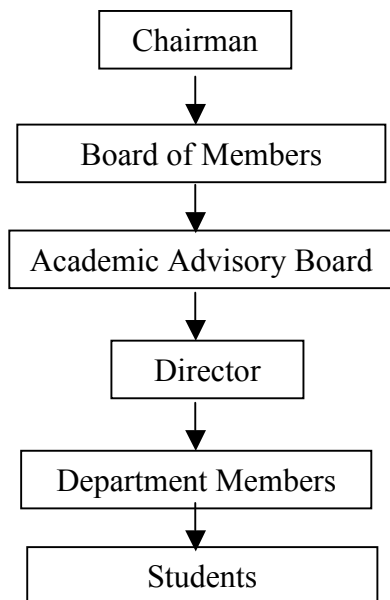 Chairman
Board of Members
Academic Advisory Board
Director
Department Members
Students